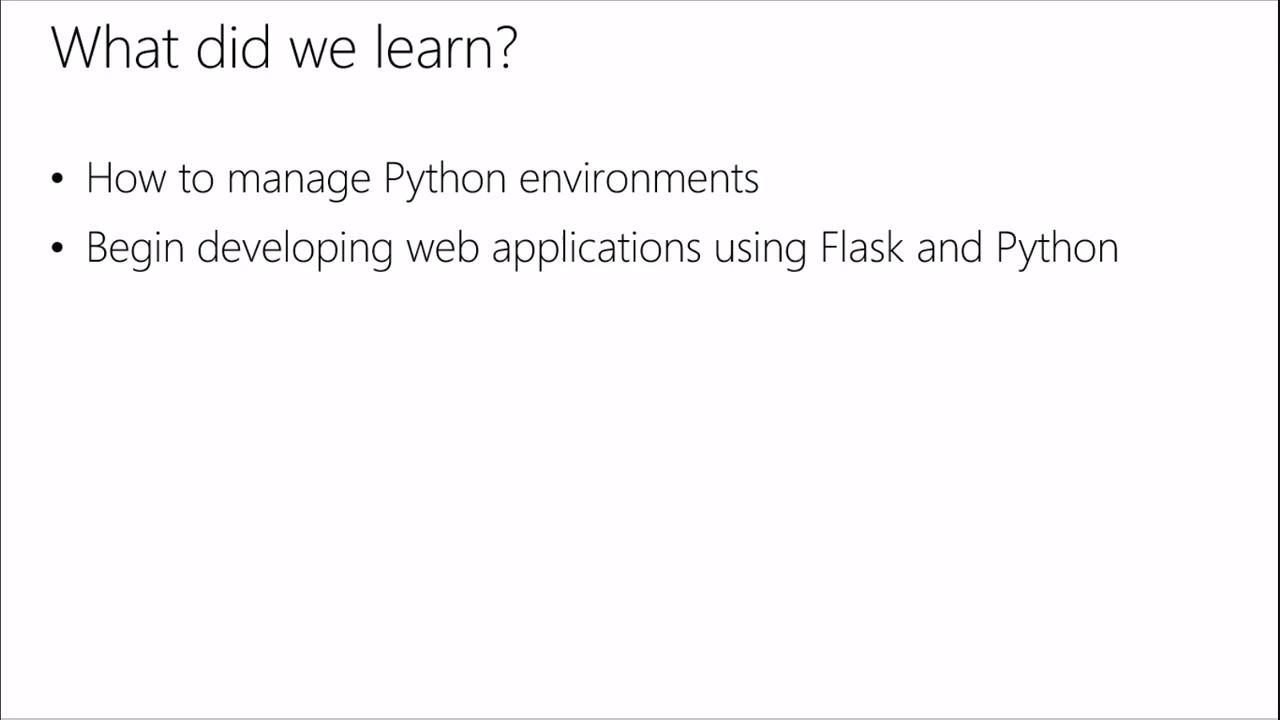 What did we learn?
• How to manage Python environments
• Begin developing web applications using Flask and Python